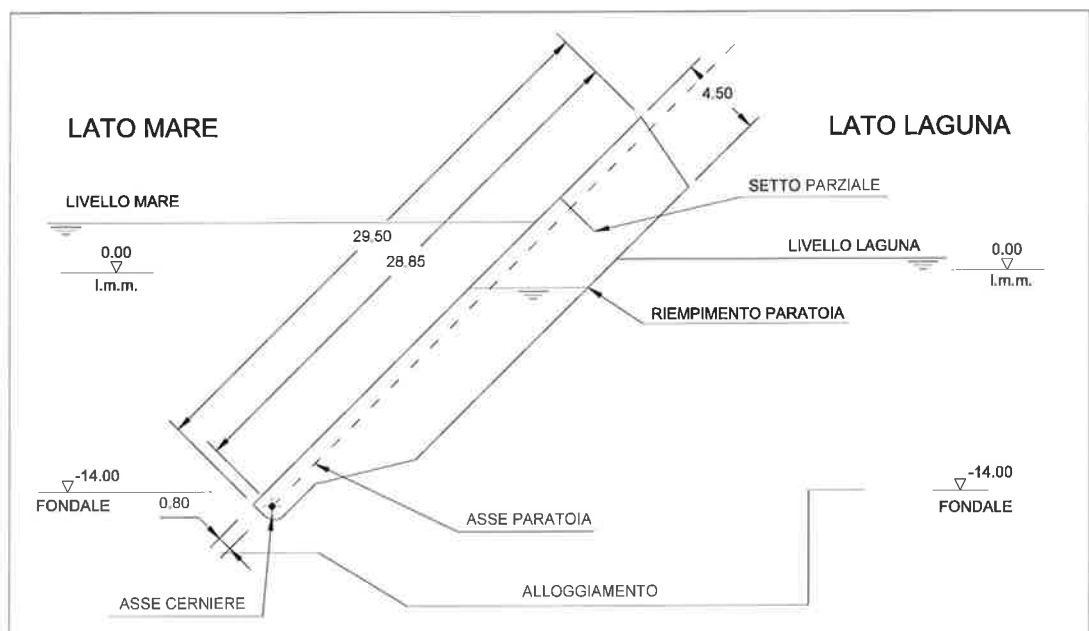 4.50
LATO MARE
LATO LAGUNA
SETTO PARZIALE
LIVELLO MARE
29.50
28.85
LIVELLO LAGUNA
0.00
l.m.m.
0.00
l.m.m.
RIEMPIMENTO PARATOIA
-14.00
FONDALE
-14.00
FONDALE
0.80
ASSE PARATOIA
ALLOGGIAMENTO
ASSE CERNIERE